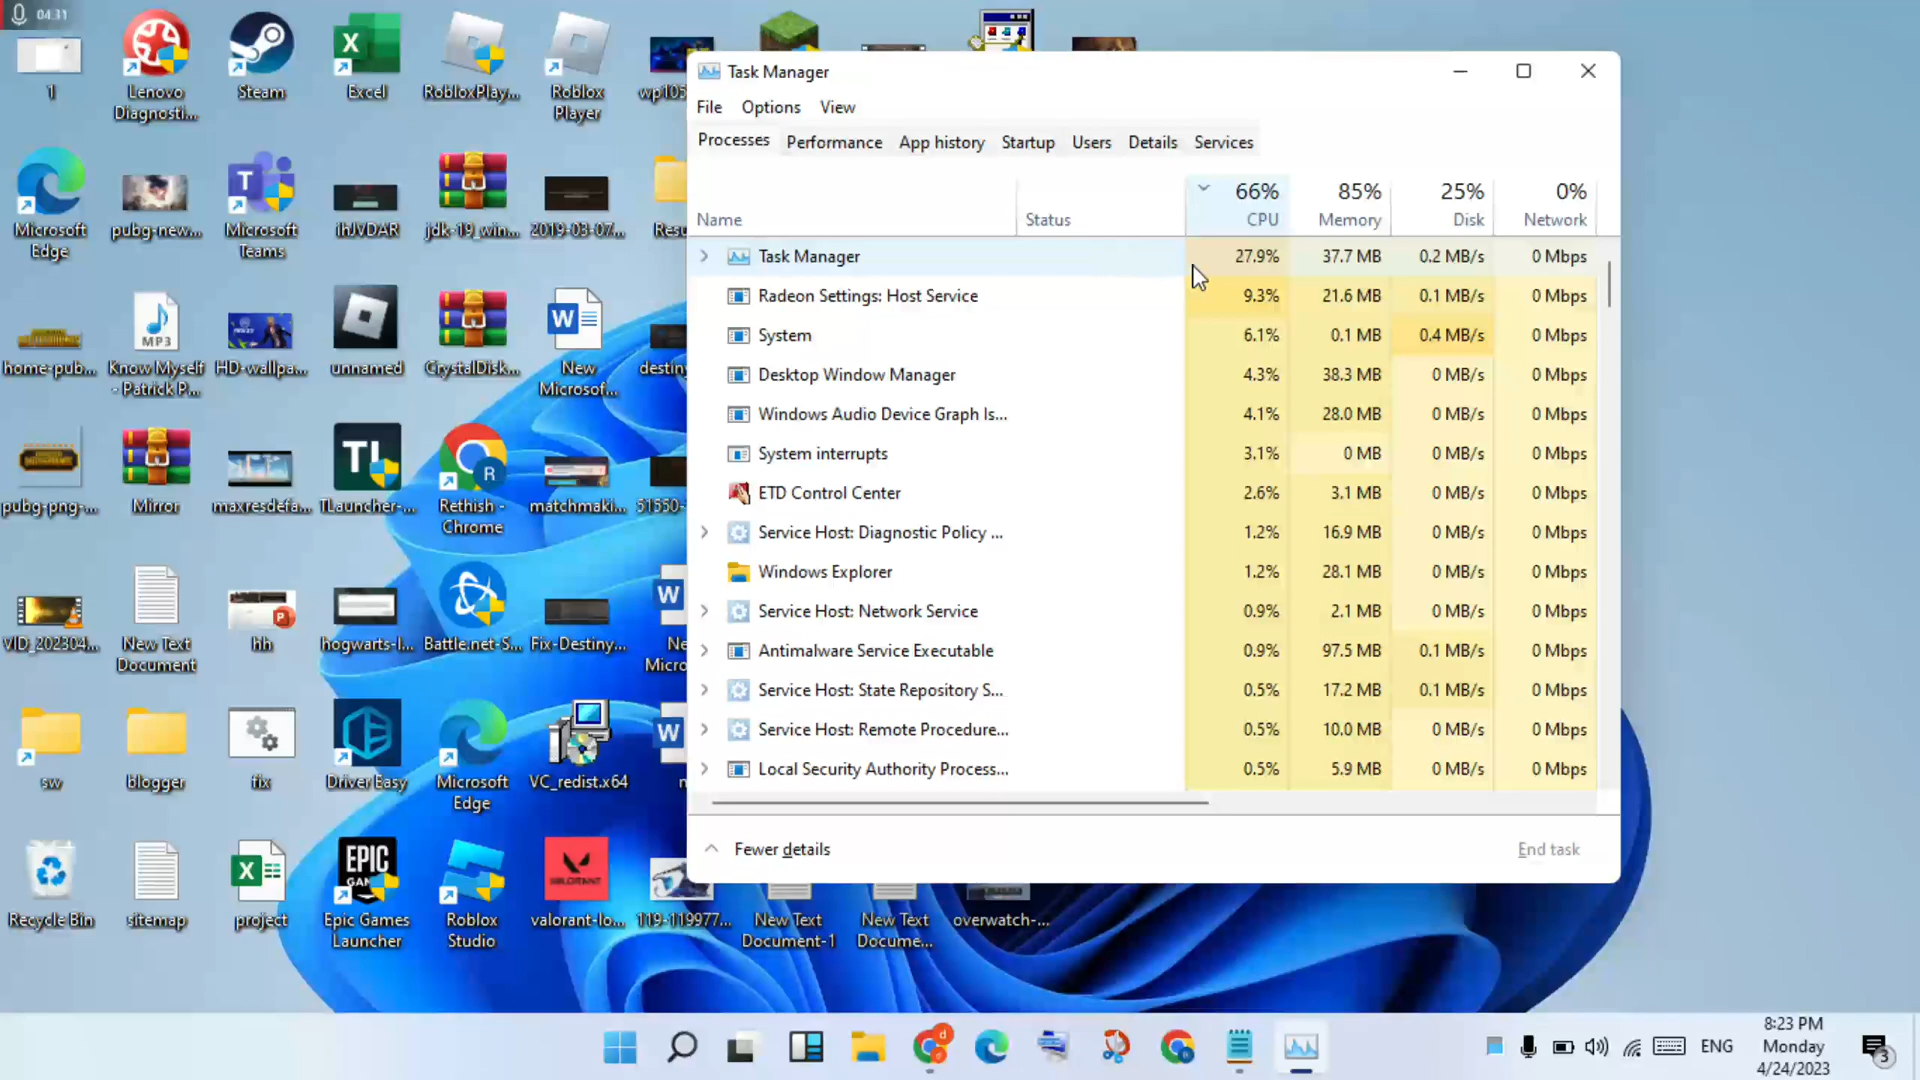 04:31
1
Lenovo
Diagnosti...
Steam
Excel
RobloxPlay...
Roblox
Player
wp105
Microsoft
Edge
pubg-new...
Microsoft
Teams
ihJVDAR
jdk-19_win...
2019-03-07...
Resu
home-pub...
MP3
Know Myself
- Patrick P...
HD-wallpa...
unnamed
CrystalDisk...
New
Microsof...
destiny
pubg-png-...
Mirror
maxresdefa...
TL
TLauncher-...
R
Rethish -
Chrome
matchmaki...
51550-
VID_202304...
New Text
Document
hh
hogwarts-l...
Battle.net-S...
Fix-Destiny...
Ne
Micro
sw
blogger
fix
Driver Easy
Microsoft
Edge
VC_redist.x64
Recycle Bin
sitemap
project
EPIC
Epic Games
Launcher
Roblox
Studio
VALORANT
valorant-lo...
119-119977...
New Text
Document-1
New Text
Docume...
overwatch-...
Task Manager
File Options View
Processes Performance App history Startup Users Details Services
66% 85% 25% 0%
Name Status CPU Memory Disk Network
Task Manager 27.9% 37.7 MB 0.2 MB/s 0 Mbps
Radeon Settings: Host Service 9.3% 21.6 MB 0.1 MB/s 0 Mbps
System 6.1% 0.1 MB 0.4 MB/s 0 Mbps
Desktop Window Manager 4.3% 38.3 MB 0 MB/s 0 Mbps
Windows Audio Device Graph Is... 4.1% 28.0 MB 0 MB/s 0 Mbps
System interrupts 3.1% 0 MB 0 MB/s 0 Mbps
ETD Control Center 2.6% 3.1 MB 0 MB/s 0 Mbps
Service Host: Diagnostic Policy ... 1.2% 16.9 MB 0 MB/s 0 Mbps
Windows Explorer 1.2% 28.1 MB 0 MB/s 0 Mbps
Service Host: Network Service 0.9% 2.1 MB 0 MB/s 0 Mbps
Antimalware Service Executable 0.9% 97.5 MB 0.1 MB/s 0 Mbps
Service Host: State Repository S... 0.5% 17.2 MB 0.1 MB/s 0 Mbps
Service Host: Remote Procedure... 0.5% 10.0 MB 0 MB/s 0 Mbps
Local Security Authority Process... 0.5% 5.9 MB 0 MB/s 0 Mbps
Fewer details End task
ENG
8:23 PM
Monday
4/24/2023
3